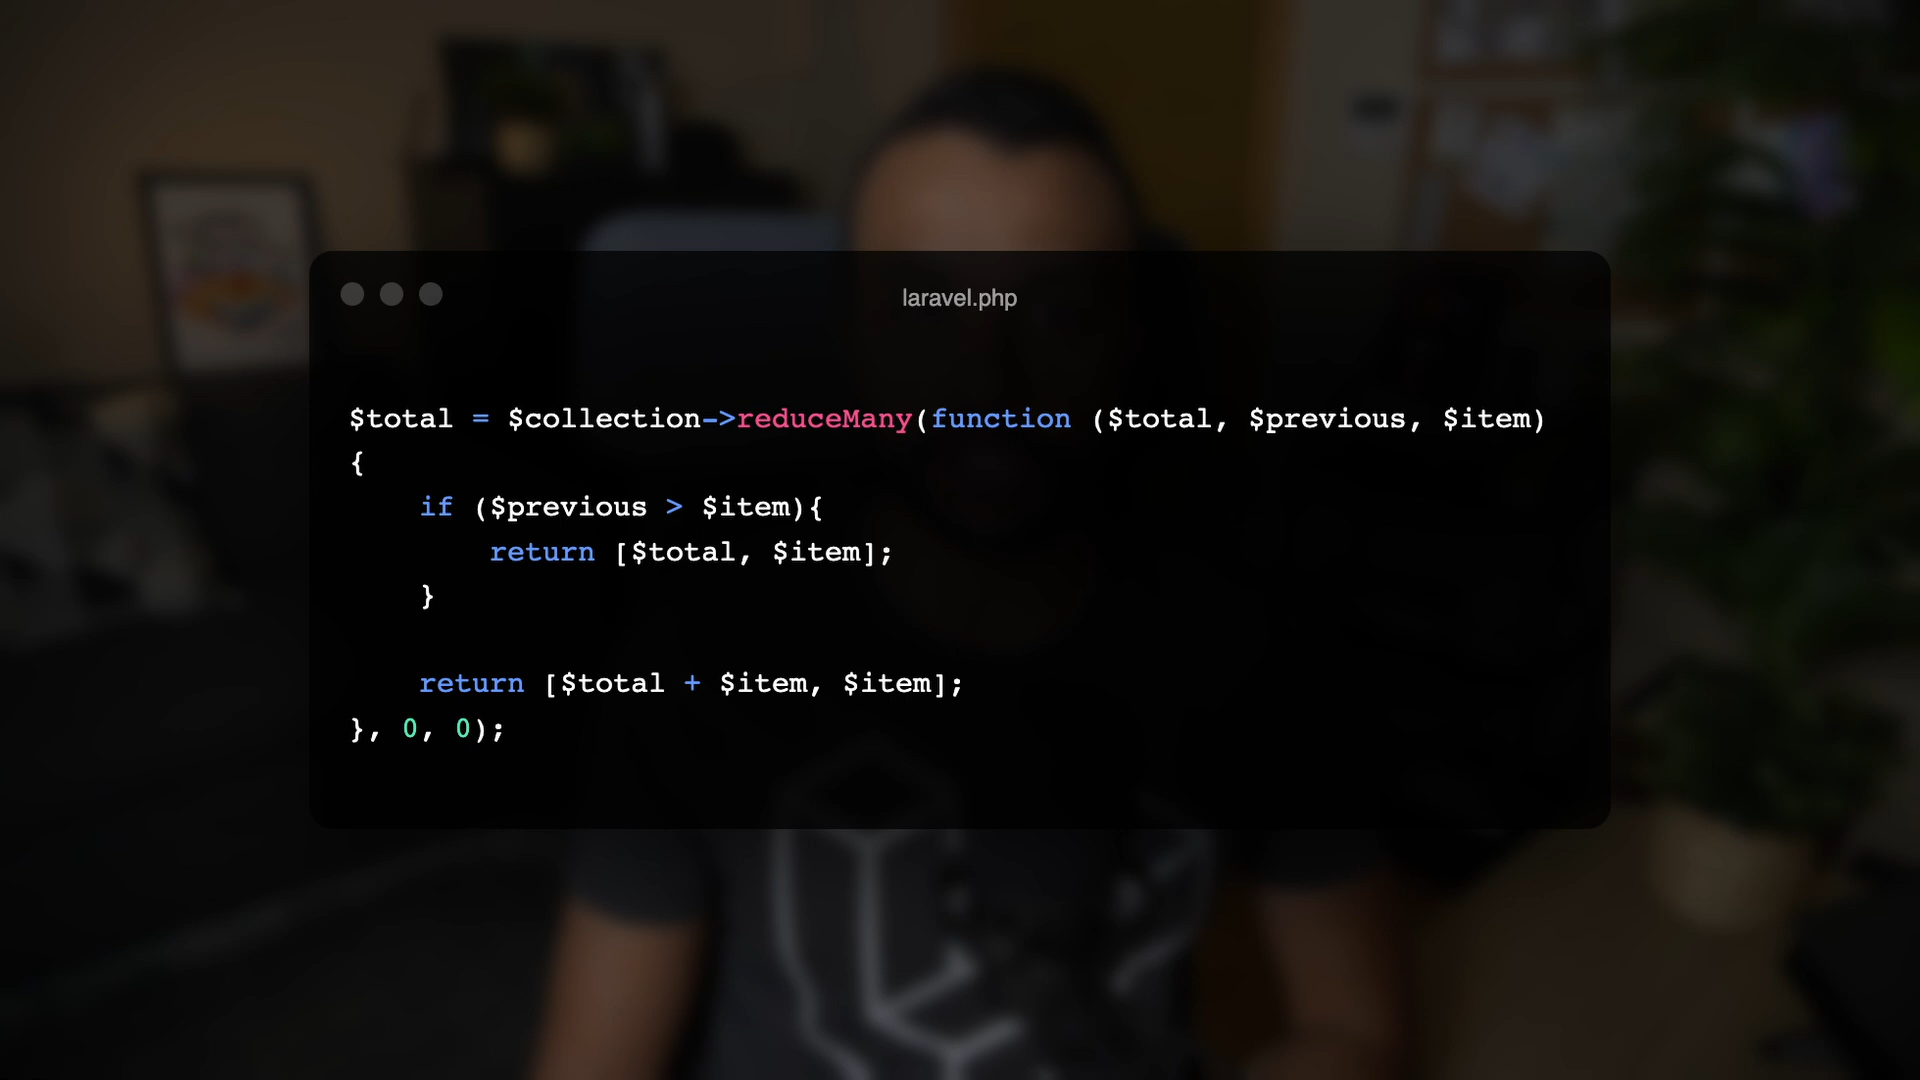 laravel.php
$total = $collection->reduceMany(function ($total, $previous, $item)
{
    if ($previous > $item){
        return [$total, $item];
    }

    return [$total + $item, $item];
}, 0, 0);